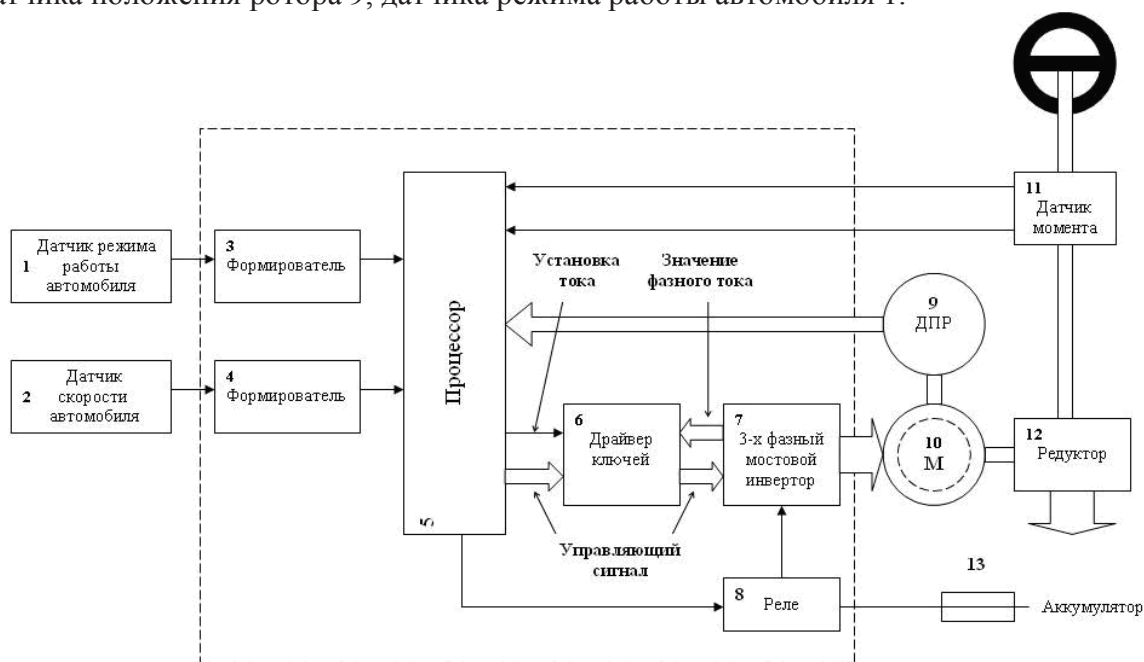 датчика положения ротора 9, датчика режима работы автомобиля 1.
11
Датчик
момента
Датчик режима
1 работы
автомобиля
3
Формирователь
Установка
тока
Значение
фазного тока
9
ДПР
Процессор
5
Датчик
2 скорости
автомобиля
4
Формирователь
6
Драйвер
ключей
7
3-х фазный
мостовой
инвертор
10
М
12
Редуктор
Управляющий
сигнал
8
Реле
13
Аккумулятор